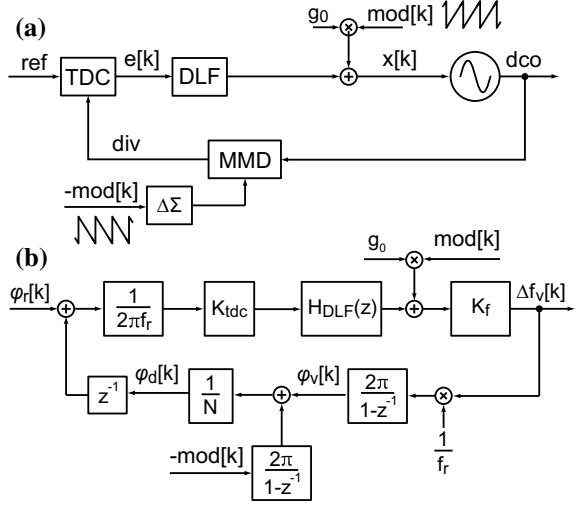 (a)
g₀ mod[k]
ref e[k] x[k] dco
TDC DLF
div
MMD
-mod[k]
ΔΣ
(b)
g₀ mod[k]
φr[k] Δfv[k]
1/2πfr Ktdc HDLF(z) Kf
φd[k] φv[k]
z⁻¹ 1/N 2π/1-z⁻¹
-mod[k] 2π/1-z⁻¹ 1/fr